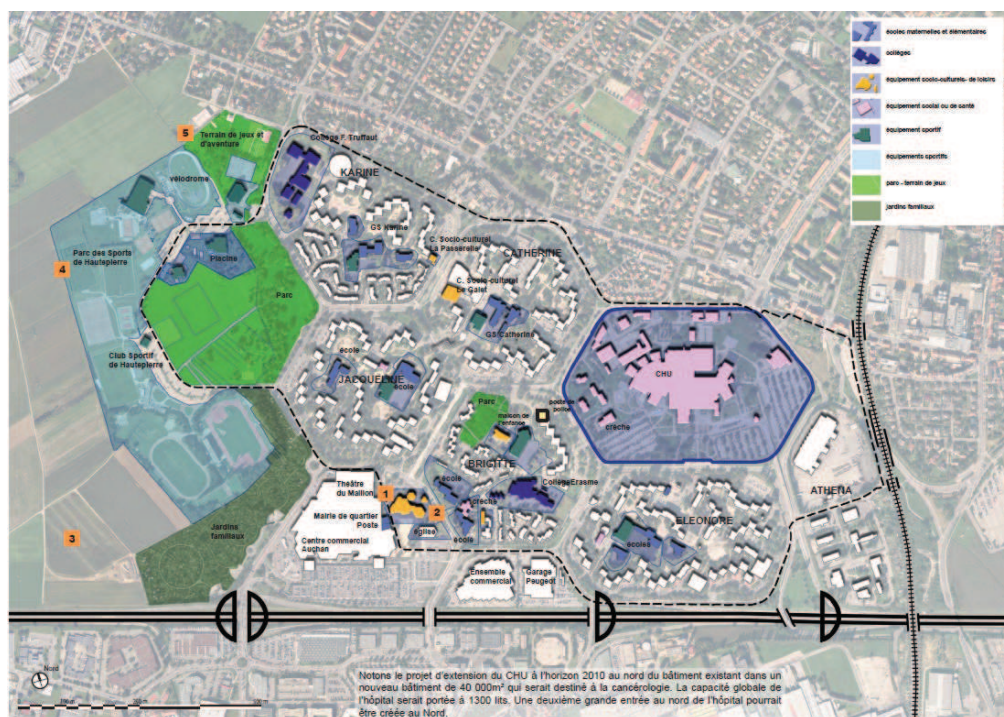 écoles maternelles et élémentaires
collèges
équipement socio-culturels- de loisirs
équipement social ou de santé
équipement sportif
équipements sportifs
parc - terrain de jeux
jardins familiaux
5
Terrain de jeux et
d'aventure
Collège F. Truffaut
vélodrome
KARINE
GS Karine
C. Socio-culturel
La Passerelle
CATHERINE
4
Parc des Sports
de Hautepierre
Piscine
Parc
C. Socio-culturel
Le Galet
GS Catherine
Club Sportif
de Hautepierre
école
JACQUELINE
école
CHU
crèche
Parc
poste de
police
maison de
l'enfance
BRIGITTE
école
Collège Erasme
crèche
ATHENA
ELEONORE
écoles
Théâtre
du Maillon
1
2
Mairie de quartier
Poste
église
école
Centre commercial
Auchan
3
Jardins
familiaux
Ensemble
commercial
Garage
Peugeot
Nord
Notons le projet d'extension du CHU à l'horizon 2010 au nord du bâtiment existant dans un
nouveau bâtiment de 40 000m² qui serait destiné à la cancérologie. La capacité globale de
l'hôpital serait portée à 1300 lits. Une deuxième grande entrée au nord de l'hôpital pourrait
être créée au Nord.